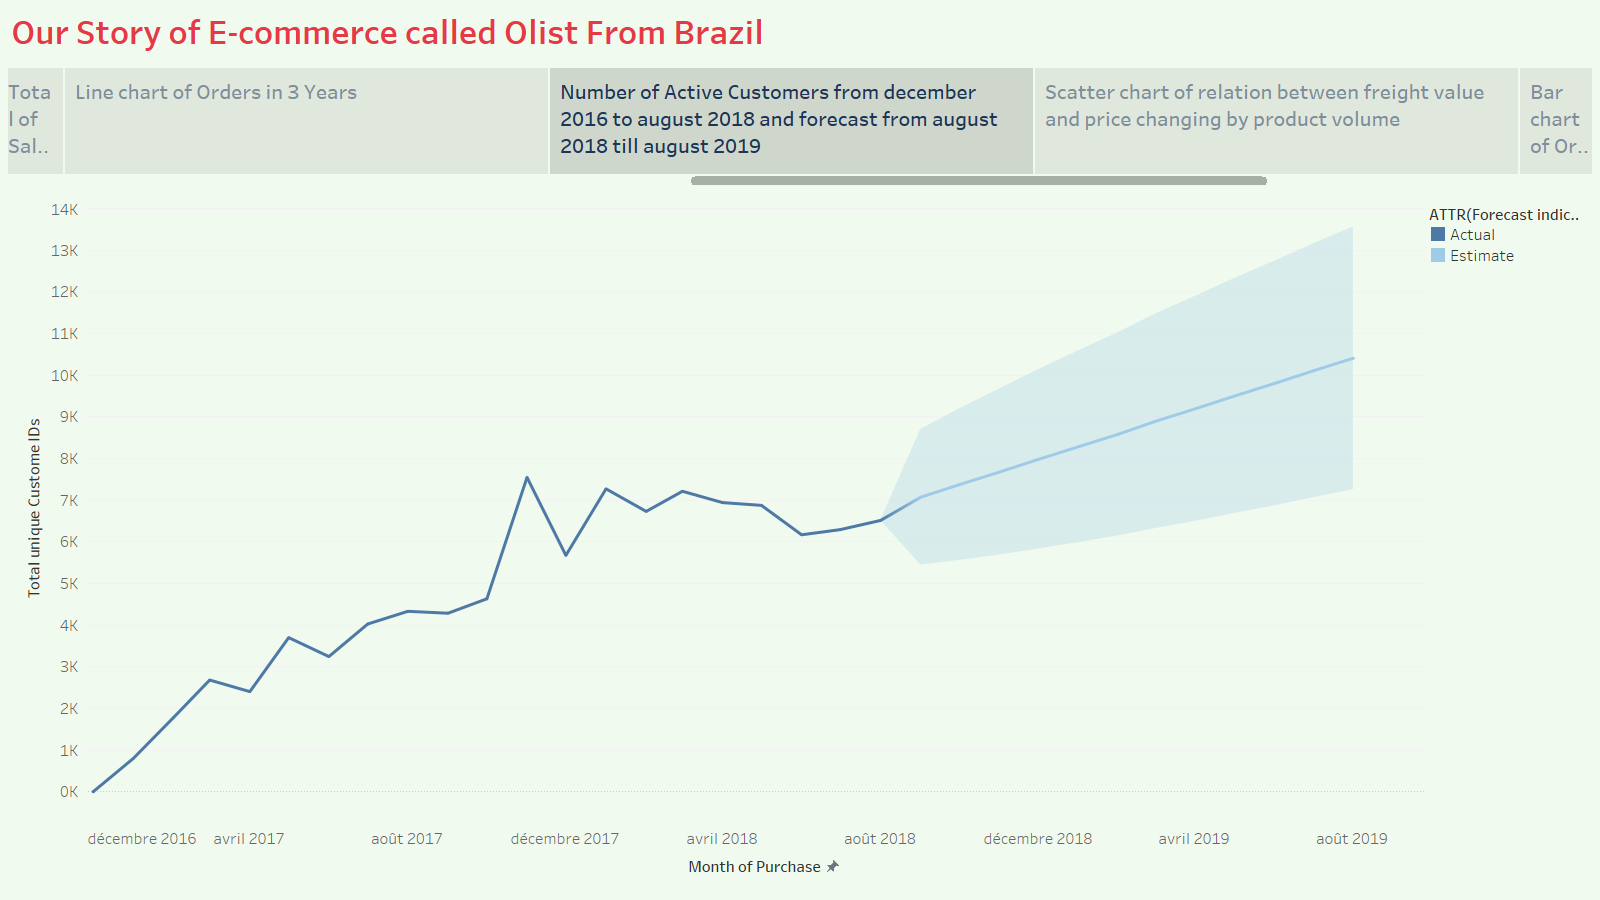 Our Story of E-commerce called Olist From Brazil
Tota
l of
Sal..
Line chart of Orders in 3 Years
Number of Active Customers from december
2016 to august 2018 and forecast from august
2018 till august 2019
Scatter chart of relation between freight value
and price changing by product volume
Bar
chart
of Or..
14K
13K
12K
11K
10K
9K
8K
7K
6K
5K
4K
3K
2K
1K
0K
Total unique Custome IDs
décembre 2016
avril 2017
août 2017
décembre 2017
avril 2018
août 2018
décembre 2018
avril 2019
août 2019
Month of Purchase
ATTR(Forecast indic..
Actual
Estimate